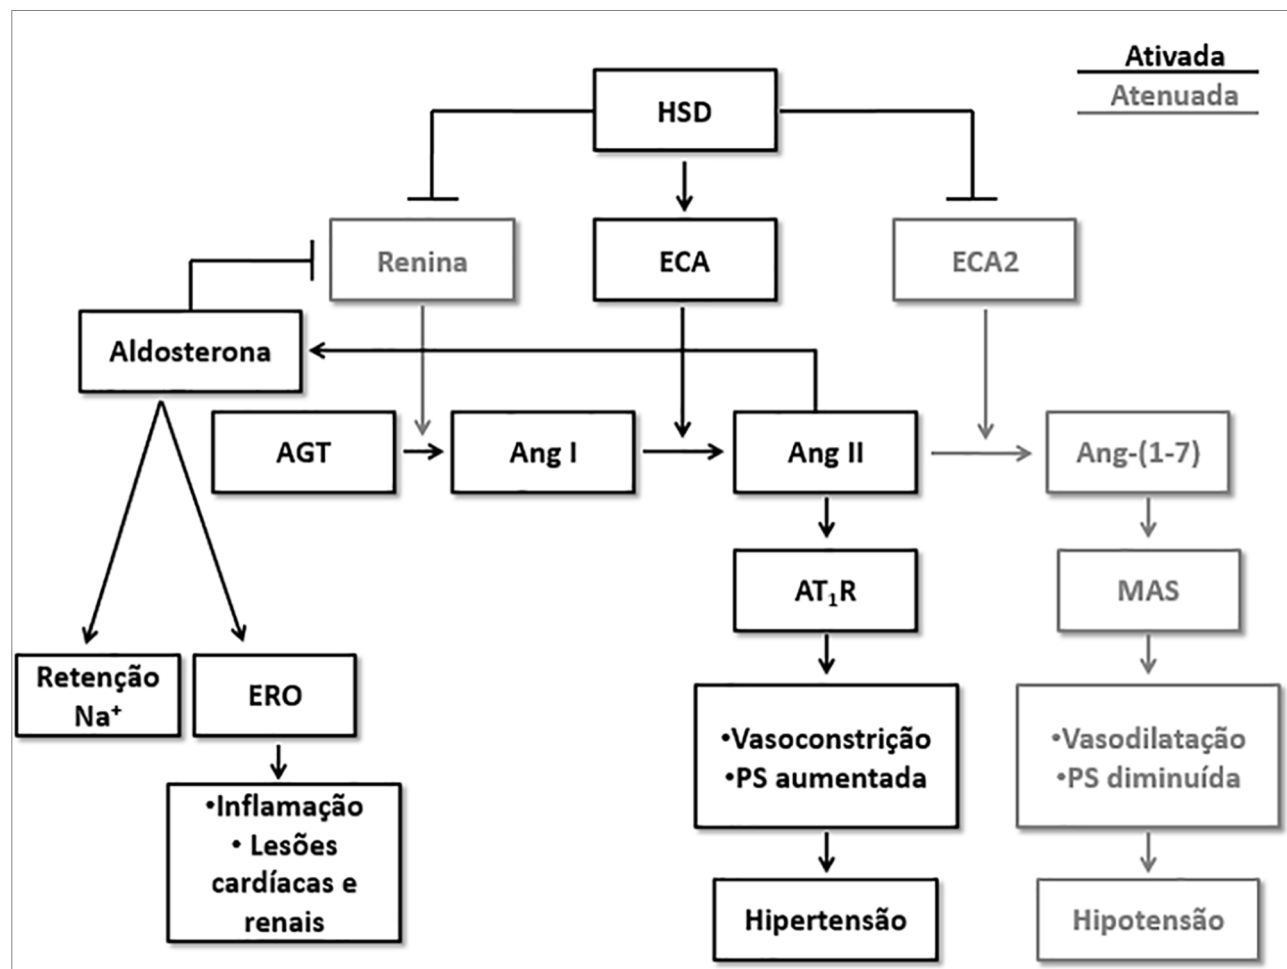 Ativada
Atenuada
HSD
Renina
ECA
ECA2
Aldosterona
AGT
Ang I
Ang II
Ang-(1-7)
AT₁R
MAS
Retenção
Na⁺
ERO
•Vasoconstrição
•PS aumentada
•Vasodilatação
•PS diminuída
•Inflamação
• Lesões
cardíacas e
renais
Hipertensão
Hipotensão